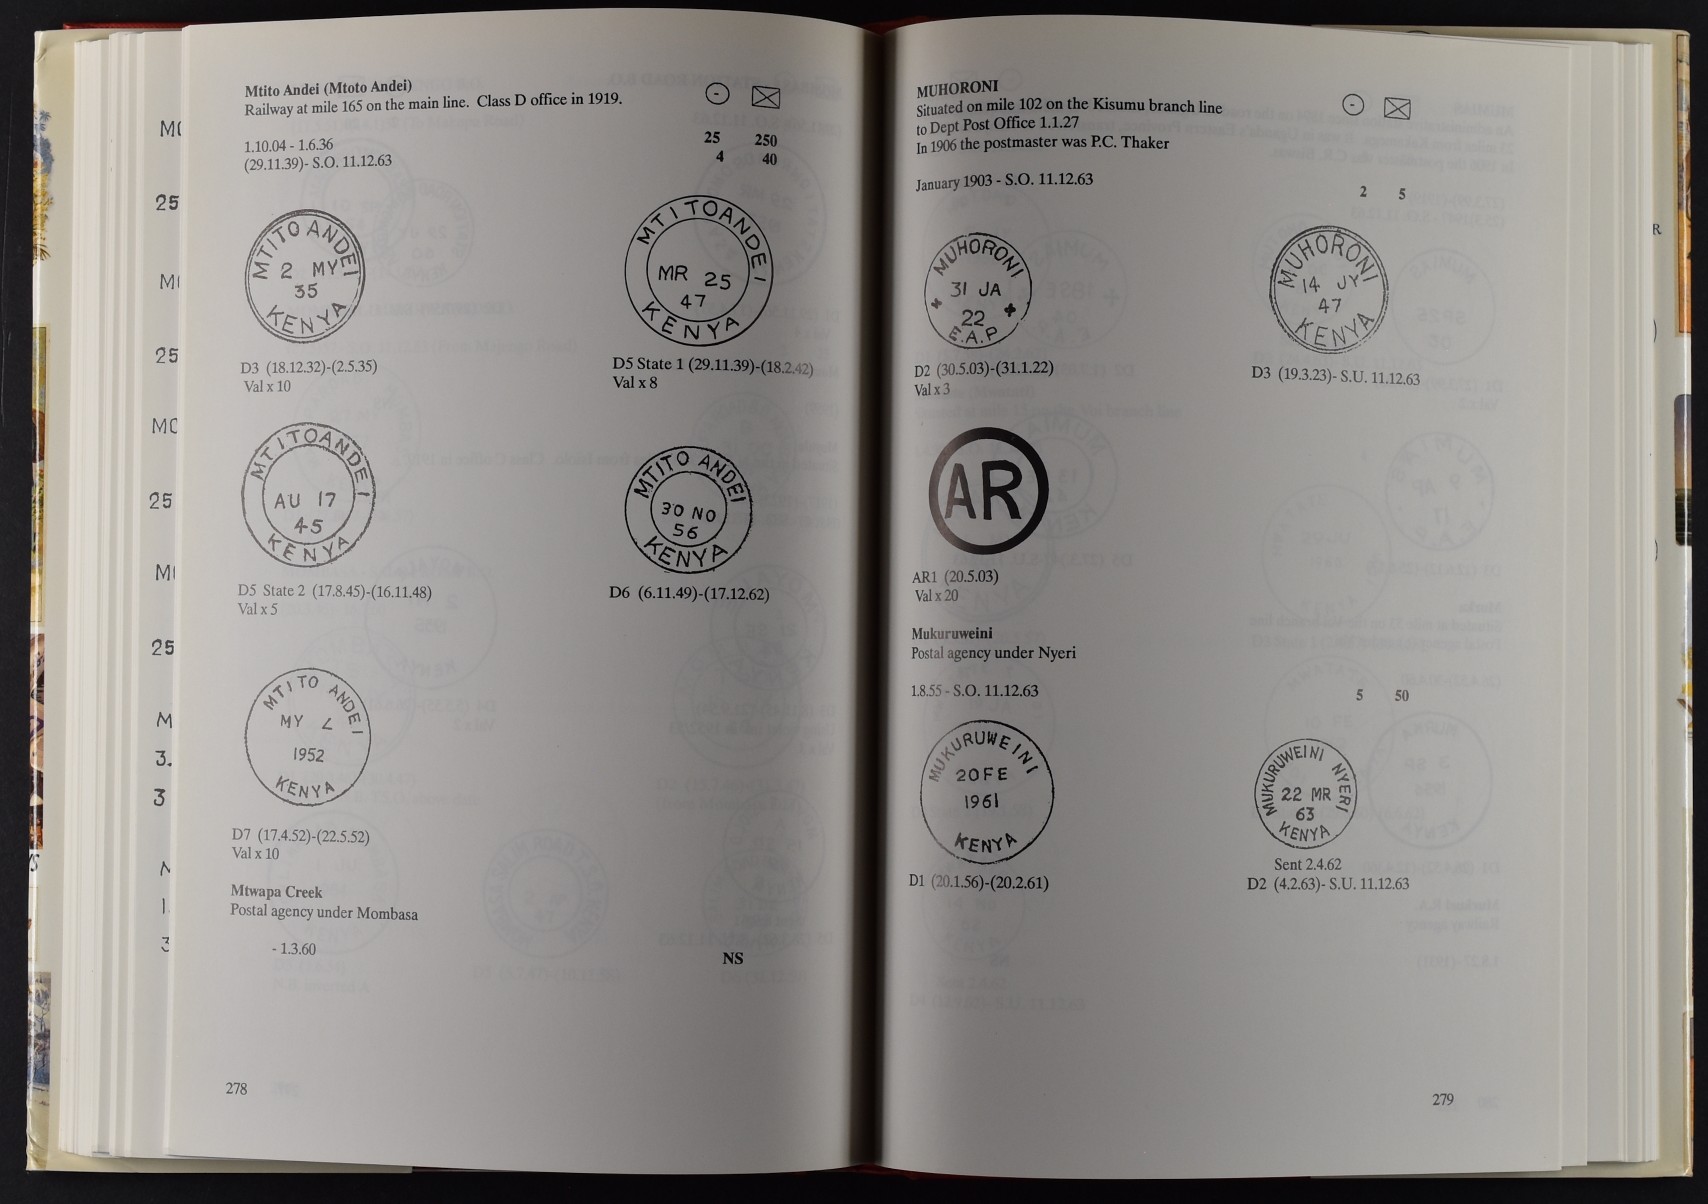 Mtito Andei (Mtoto Andei)
Railway at mile 165 on the main line. Class D office in 1919.
1.10.04 - 1.6.36 25 250
(29.11.39)- S.O. 11.12.63 4 40
MTITO ANDEI
2 MY
35
KENYA
D3 (18.12.32)-(2.5.35)
Val x 10
MTITOANDEI
MR 25
47
KENYA
D5 State 1 (29.11.39)-(18.2.42)
Val x 8
MTITOANDEI
AU 17
45
KENYA
D5 State 2 (17.8.45)-(16.11.48)
Val x 5
MTITO ANDEI
30 NO
56
KENYA
D6 (6.11.49)-(17.12.62)
MTITO ANDEI
MY 2
1952
KENYA
D7 (17.4.52)-(22.5.52)
Val x 10
Mtwapa Creek
Postal agency under Mombasa
- 1.3.60
NS
278
MUHORONI
Situated on mile 102 on the Kisumu branch line
to Dept Post Office 1.1.27
In 1906 the postmaster was P.C. Thaker
January 1903 - S.O. 11.12.63 2 5
MUHORONI
31 JA
22
E.A.P
D2 (30.5.03)-(31.1.22)
Val x 3
MUHORONI
14 JY
47
KENYA
D3 (19.3.23)- S.U. 11.12.63
AR
AR1 (20.5.03)
Val x 20
Mukuruweini
Postal agency under Nyeri
1.8.55 - S.O. 11.12.63 5 50
MUKURUWEINI
20FE
1961
KENYA
D1 (20.1.56)-(20.2.61)
MUKURUWEINI NYERI
22 MR
63
KENYA
Sent 2.4.62
D2 (4.2.63)- S.U. 11.12.63
279
25
25
25
25